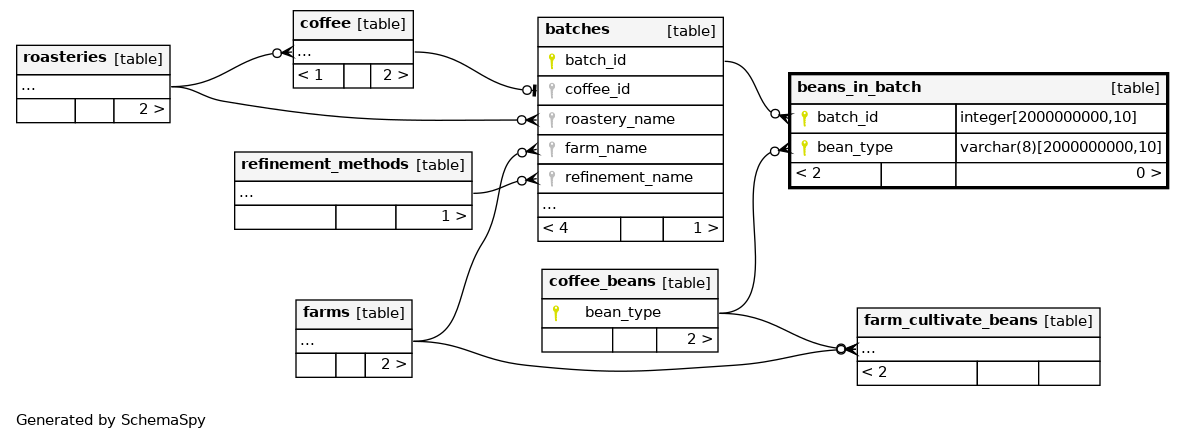 roasteries [table]
...
2 >
coffee [table]
...
< 1 2 >
batches [table]
batch_id
coffee_id
roastery_name
farm_name
refinement_name
...
< 4 1 >
beans_in_batch [table]
batch_id integer[2000000000,10]
bean_type varchar(8)[2000000000,10]
< 2 0 >
refinement_methods [table]
...
1 >
coffee_beans [table]
bean_type
2 >
farms [table]
...
2 >
farm_cultivate_beans [table]
...
< 2
Generated by SchemaSpy